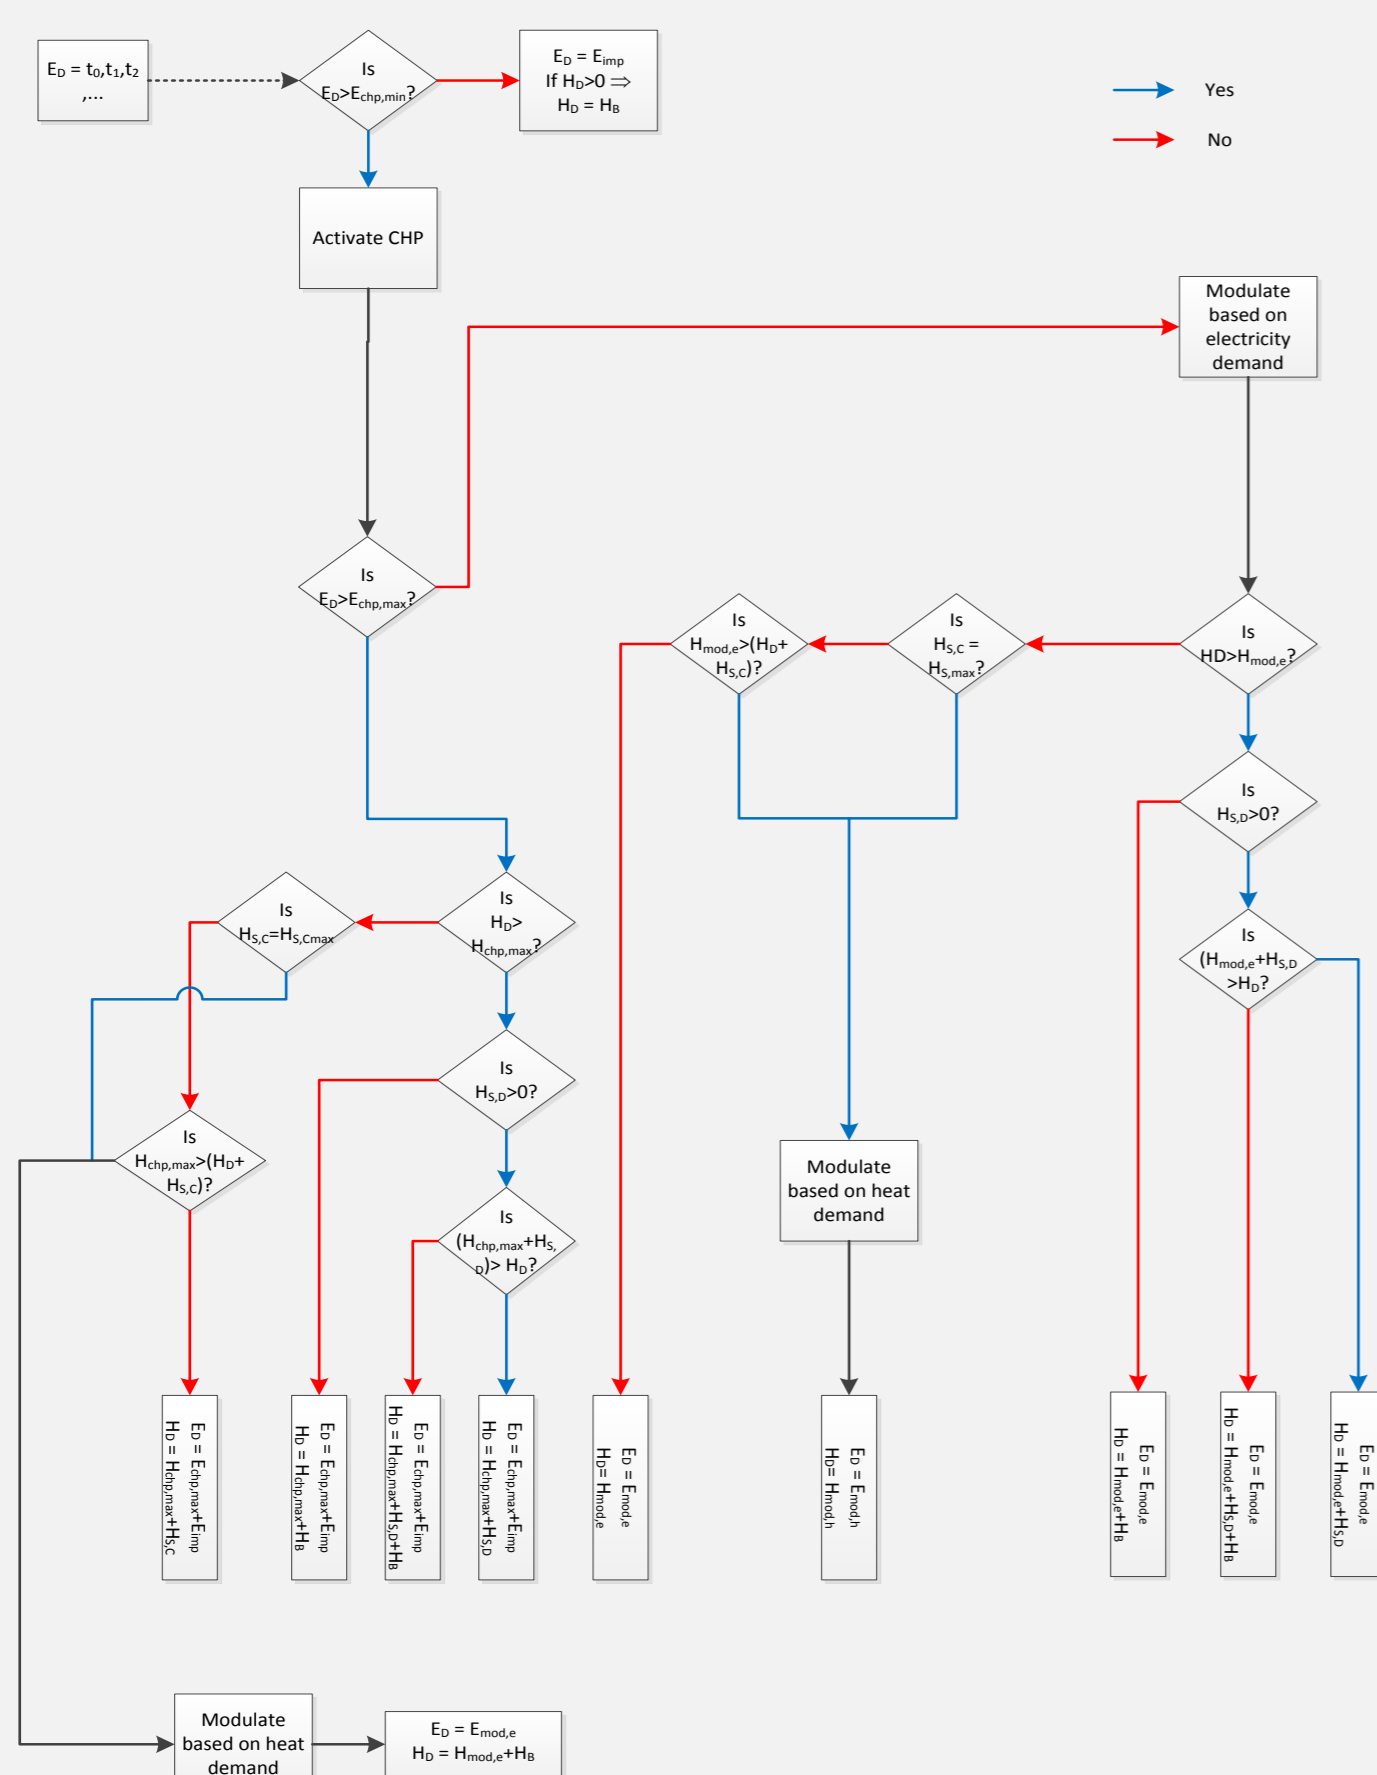 E_D = t_0,t_1,t_2
,...
Is
E_D>E_chp,min?
E_D = E_imp
If H_D>0 ⇒
H_D = H_B
Yes
No
Activate CHP
Modulate
based on
electricity
demand
Is
E_D>E_chp,max?
Is
H_mod,e>(H_D+
H_S,C)?
Is
H_S,C =
H_S,max?
Is
HD>H_mod,e?
Is
H_S,D>0?
Is
H_S,C=H_S,Cmax
Is
H_D>
H_chp,max?
Is
(H_mod,e+H_S,D
>H_D?
Is
H_S,D>0?
Is
H_chp,max>(H_D+
H_S,C)?
Is
(H_chp,max+H_S,
D)> H_D?
Modulate
based on heat
demand
E_D = E_chp,max+E_imp
H_D = H_chp,max+H_S,C
E_D = E_chp,max+E_imp
H_D = H_chp,max+H_B
E_D = E_chp,max+E_imp
H_D = H_chp,max+H_S,D+H_B
E_D = E_chp,max+E_imp
H_D = H_chp,max+H_S,D
E_D = E_mod,e
H_D= H_mod,e
E_D = E_mod,h
H_D= H_mod,h
E_D = E_mod,e
H_D = H_mod,e+H_B
E_D = E_mod,e
H_D = H_mod,e+H_S,D+H_B
E_D = E_mod,e
H_D = H_mod,e+H_S,D
Modulate
based on heat
demand
E_D = E_mod,e
H_D = H_mod,e+H_B